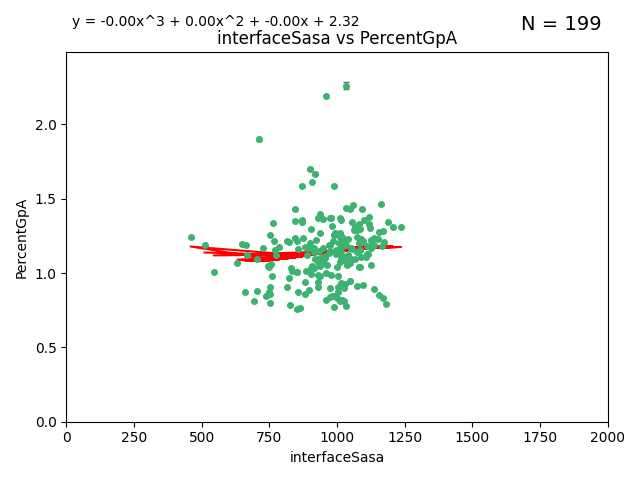 y = -0.00x^3 + 0.00x^2 + -0.00x + 2.32
N = 199
interfaceSasa vs PercentGpA
PercentGpA
2.0
1.5
1.0
0.5
0.0
0 250 500 750 1000 1250 1500 1750 2000
interfaceSasa